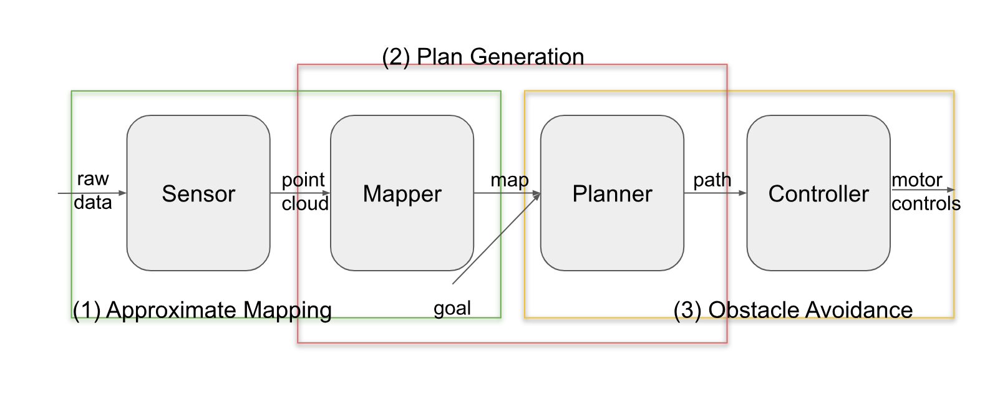 (2) Plan Generation
raw
data
Sensor
point
cloud
Mapper
map
goal
Planner
path
Controller
motor
controls
(1) Approximate Mapping
(3) Obstacle Avoidance